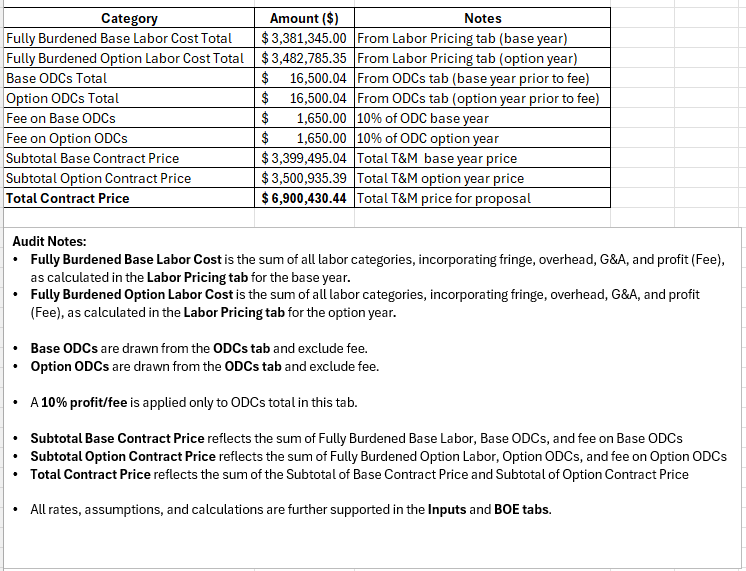 Category Amount ($) Notes
Fully Burdened Base Labor Cost Total $ 3,381,345.00 From Labor Pricing tab (base year)
Fully Burdened Option Labor Cost Total $ 3,482,785.35 From Labor Pricing tab (option year)
Base ODCs Total $ 16,500.04 From ODCs tab (base year prior to fee)
Option ODCs Total $ 16,500.04 From ODCs tab (option year prior to fee)
Fee on Base ODCs $ 1,650.00 10% of ODC base year
Fee on Option ODCs $ 1,650.00 10% of ODC option year
Subtotal Base Contract Price $ 3,399,495.04 Total T&M base year price
Subtotal Option Contract Price $ 3,500,935.39 Total T&M option year price
Total Contract Price $ 6,900,430.44 Total T&M price for proposal
Audit Notes:
• Fully Burdened Base Labor Cost is the sum of all labor categories, incorporating fringe, overhead, G&A, and profit (Fee),
as calculated in the Labor Pricing tab for the base year.
• Fully Burdened Option Labor Cost is the sum of all labor categories, incorporating fringe, overhead, G&A, and profit
(Fee), as calculated in the Labor Pricing tab for the option year.
• Base ODCs are drawn from the ODCs tab and exclude fee.
• Option ODCs are drawn from the ODCs tab and exclude fee.
• A 10% profit/fee is applied only to ODCs total in this tab.
• Subtotal Base Contract Price reflects the sum of Fully Burdened Base Labor, Base ODCs, and fee on Base ODCs
• Subtotal Option Contract Price reflects the sum of Fully Burdened Option Labor, Option ODCs, and fee on Option ODCs
• Total Contract Price reflects the sum of the Subtotal of Base Contract Price and Subtotal of Option Contract Price
• All rates, assumptions, and calculations are further supported in the Inputs and BOE tabs.